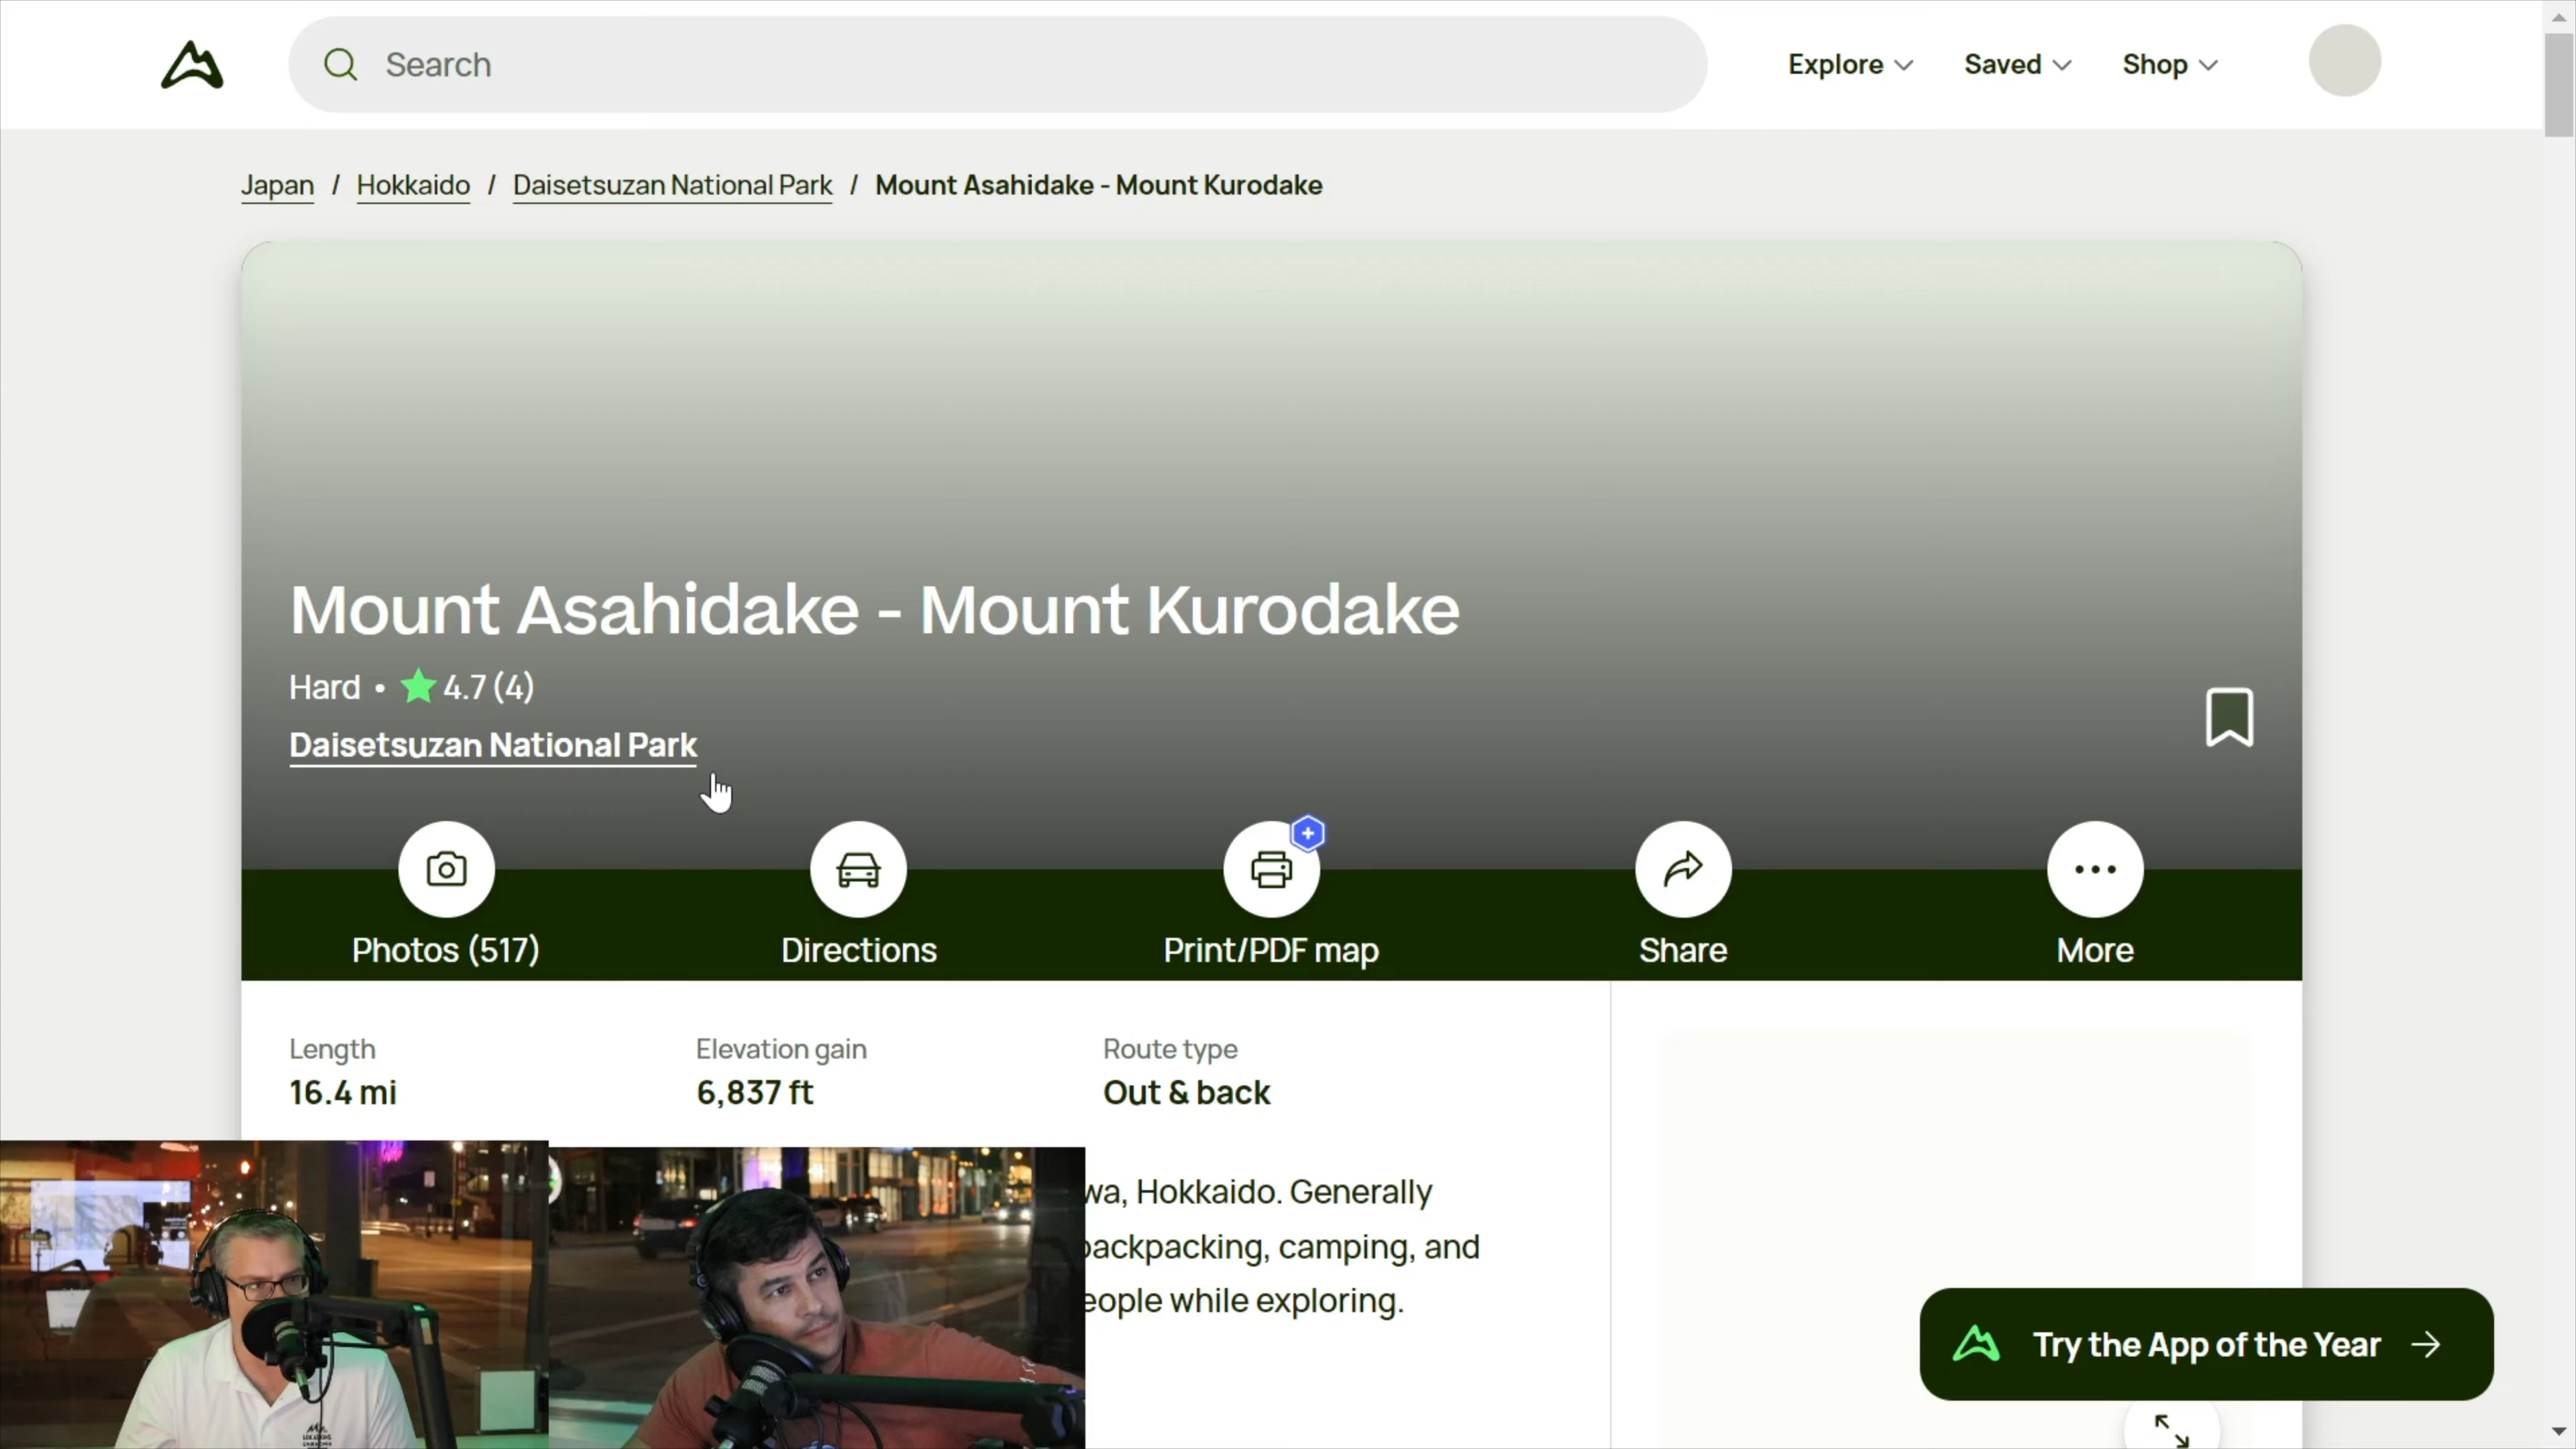 Search
Explore
Saved
Shop
Japan / Hokkaido / Daisetsuzan National Park / Mount Asahidake - Mount Kurodake
Mount Asahidake - Mount Kurodake
Hard • 4.7 (4)
Daisetsuzan National Park
Photos (517)
Directions
Print/PDF map
Share
More
Length
16.4 mi
Elevation gain
6,837 ft
Route type
Out & back
Hokkaido. Generally
backpacking, camping, and
while exploring.
Try the App of the Year
LOCATIONS
UNKNOWN